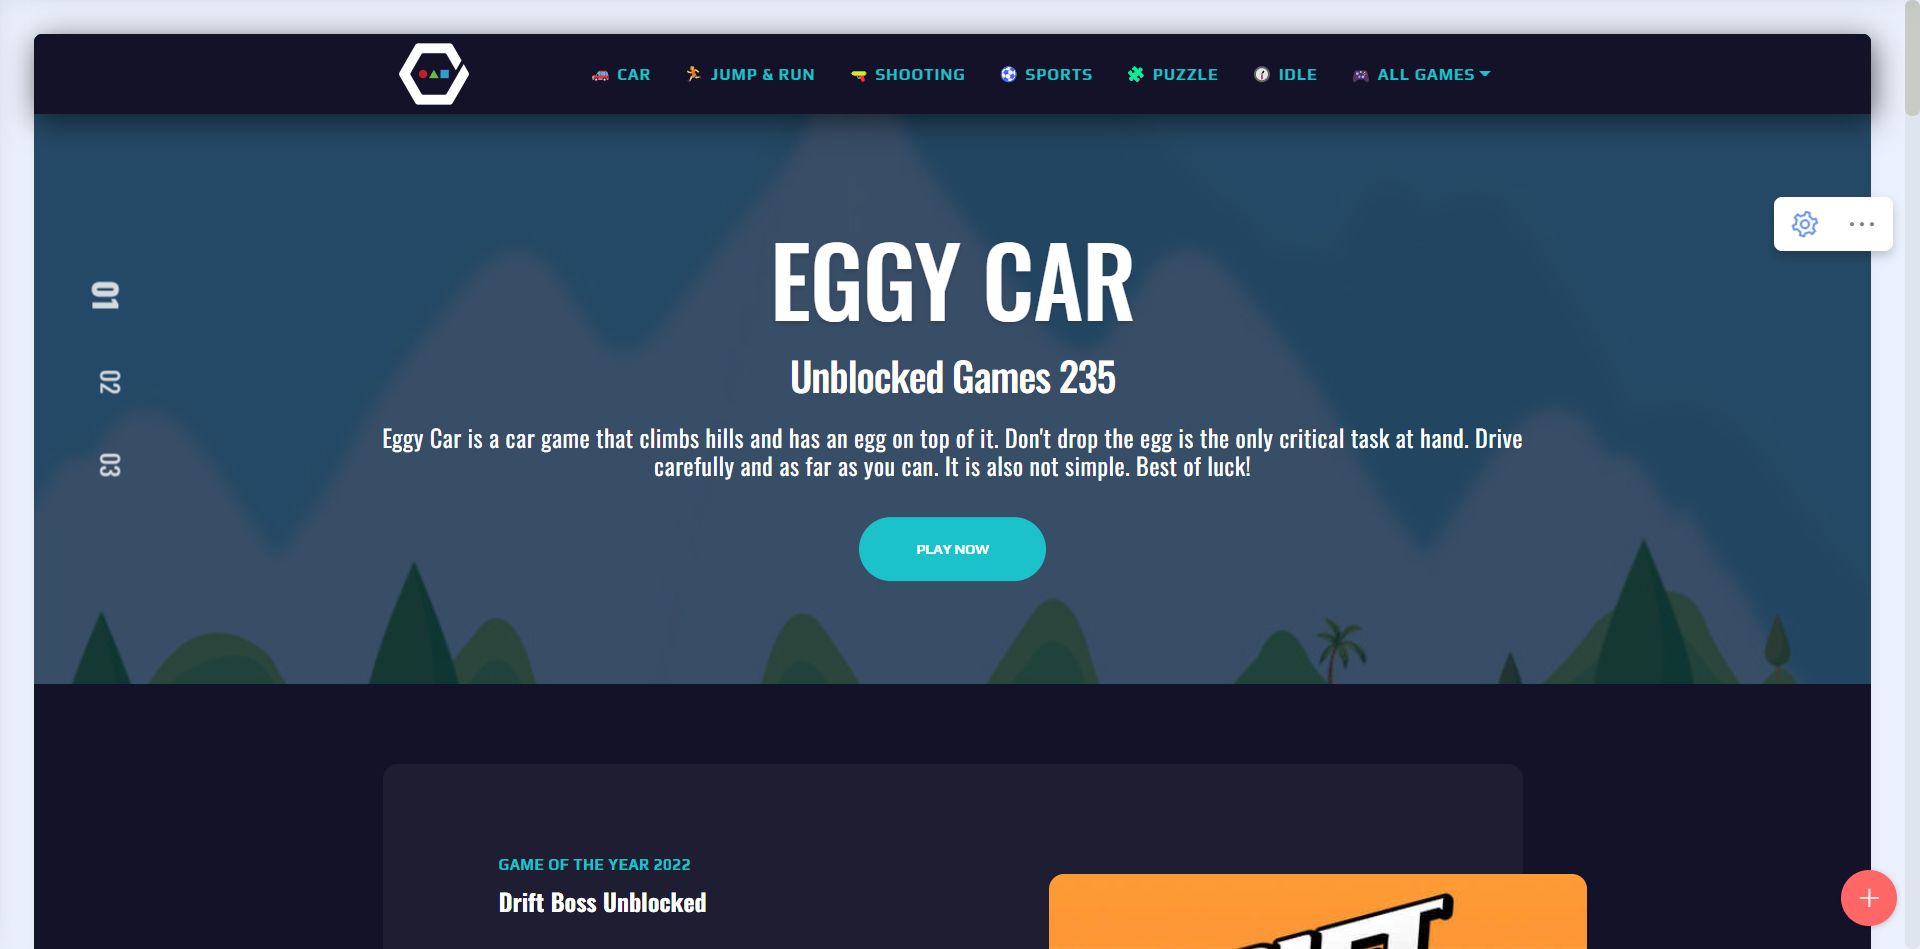 CAR JUMP & RUN SHOOTING SPORTS PUZZLE IDLE ALL GAMES
EGGY CAR
Unblocked Games 235
Eggy Car is a car game that climbs hills and has an egg on top of it. Don't drop the egg is the only critical task at hand. Drive
carefully and as far as you can. It is also not simple. Best of luck!
PLAY NOW
01
02
03
GAME OF THE YEAR 2022
Drift Boss Unblocked